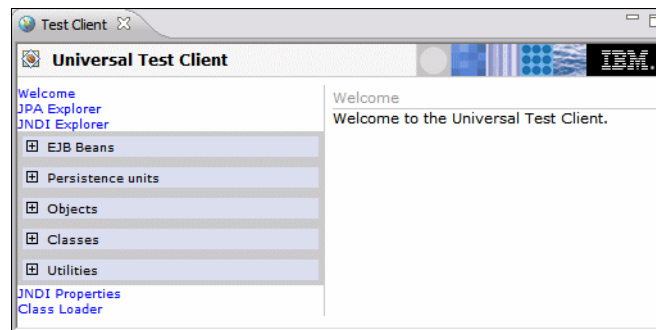 Test Client
Universal Test Client
IBM.
Welcome
JPA Explorer
JNDI Explorer
EJB Beans
Persistence units
Objects
Classes
Utilities
JNDI Properties
Class Loader
Welcome
Welcome to the Universal Test Client.